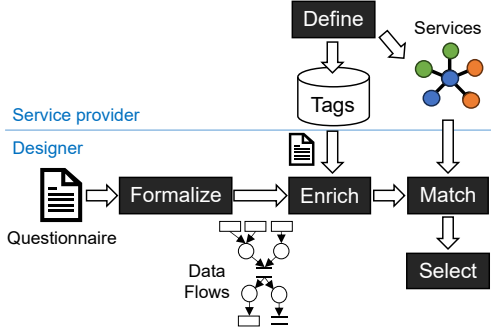 Define
Services
Tags
Service provider
Designer
Formalize
Enrich
Match
Questionnaire
Data
Flows
Select